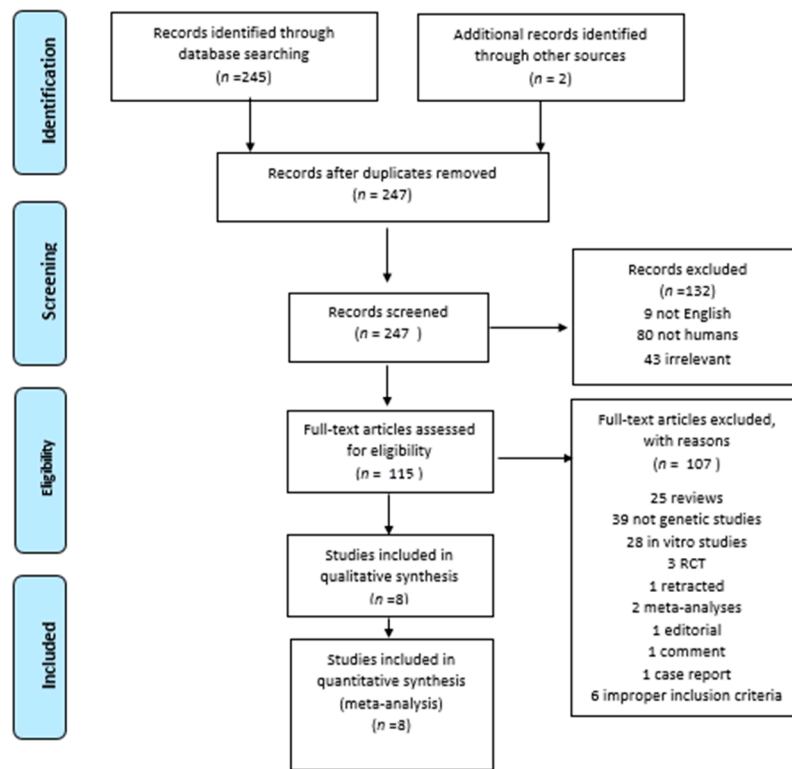 Identification
Records identified through
database searching
(n =245)
Additional records identified
through other sources
(n = 2)
Records after duplicates removed
(n = 247)
Screening
Records screened
(n = 247 )
Records excluded
(n =132)
9 not English
80 not humans
43 irrelevant
Eligibility
Full-text articles assessed
for eligibility
(n = 115 )
Full-text articles excluded,
with reasons
(n = 107 )
25 reviews
39 not genetic studies
28 in vitro studies
3 RCT
1 retracted
2 meta-analyses
1 editorial
1 comment
1 case report
6 improper inclusion criteria
Studies included in
qualitative synthesis
(n =8)
Included
Studies included in
quantitative synthesis
(meta-analysis)
(n =8)